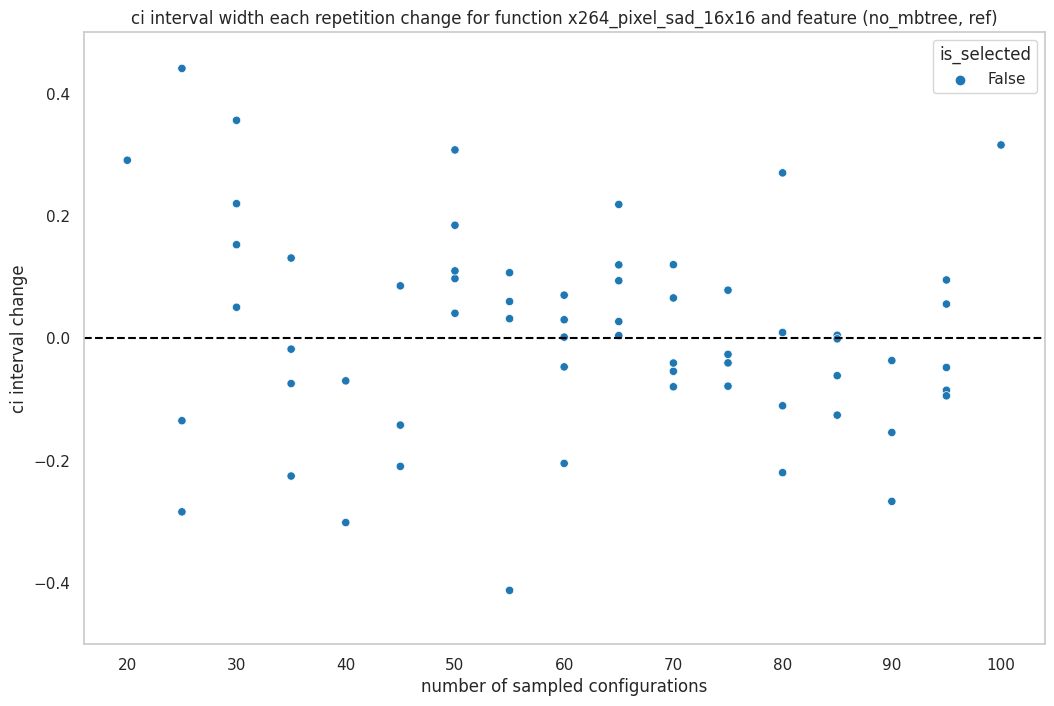 ci interval width each repetition change for function x264_pixel_sad_16x16 and feature (no_mbtree, ref)
is_selected
False
0.4
0.2
0.0
−0.2
−0.4
ci interval change
20 30 40 50 60 70 80 90 100
number of sampled configurations